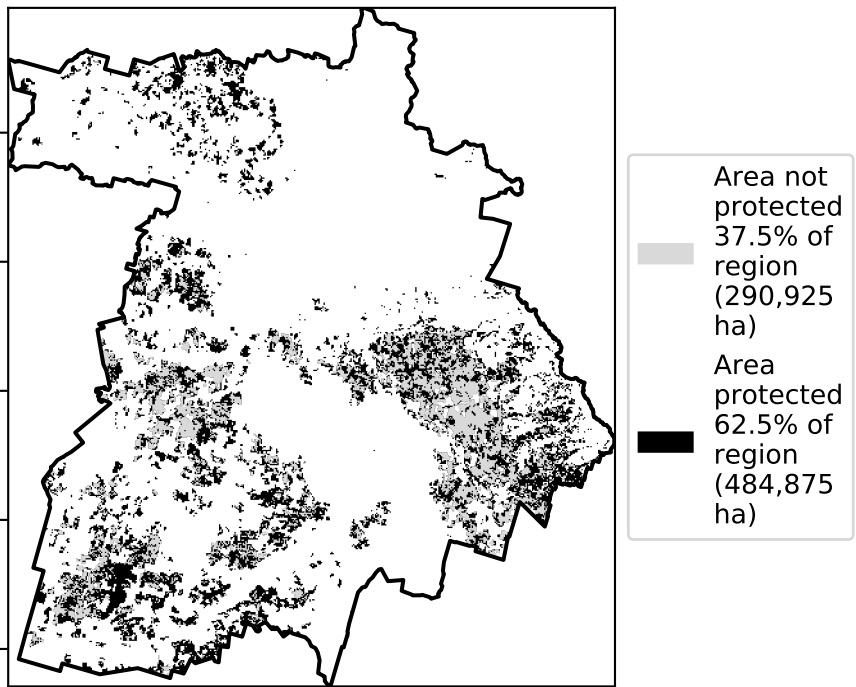 Area not
protected
37.5% of
region
(290,925
ha)
Area
protected
62.5% of
region
(484,875
ha)